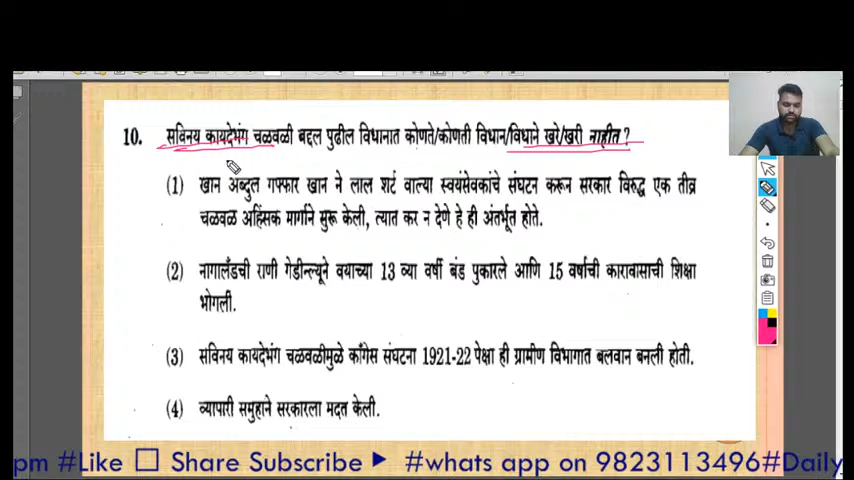 10. सविनय कायदेभंग चळवळी बद्दल पुढील विधानात कोणते/कोणती विधान/विधाने खरे/खरी नाहीत ?
(1) खान अब्दुल गफ्फार खान ने लाल शर्ट वाल्या स्वयंसेवकांचे संघटन करून सरकार विरुद्ध एक तीव्र
चळवळ अहिंसक मार्गाने सुरू केली, त्यात कर न देणे हे ही अंतर्भूत होते.
(2) नागालँडची राणी गेडीन्ल्यूने वयाच्या 13 व्या वर्षी बंड पुकारले आणि 15 वर्षाची कारावासाची शिक्षा
भोगली.
(3) सविनय कायदेभंग चळवळीमुळे काँग्रेस संघटना 1921-22 पेक्षा ही ग्रामीण विभागात बलवान बनली होती.
(4) व्यापारी समुहाने सरकारला मदत केली.
pm #Like ☐ Share Subscribe ▶ #whats app on 9823113496#Daily